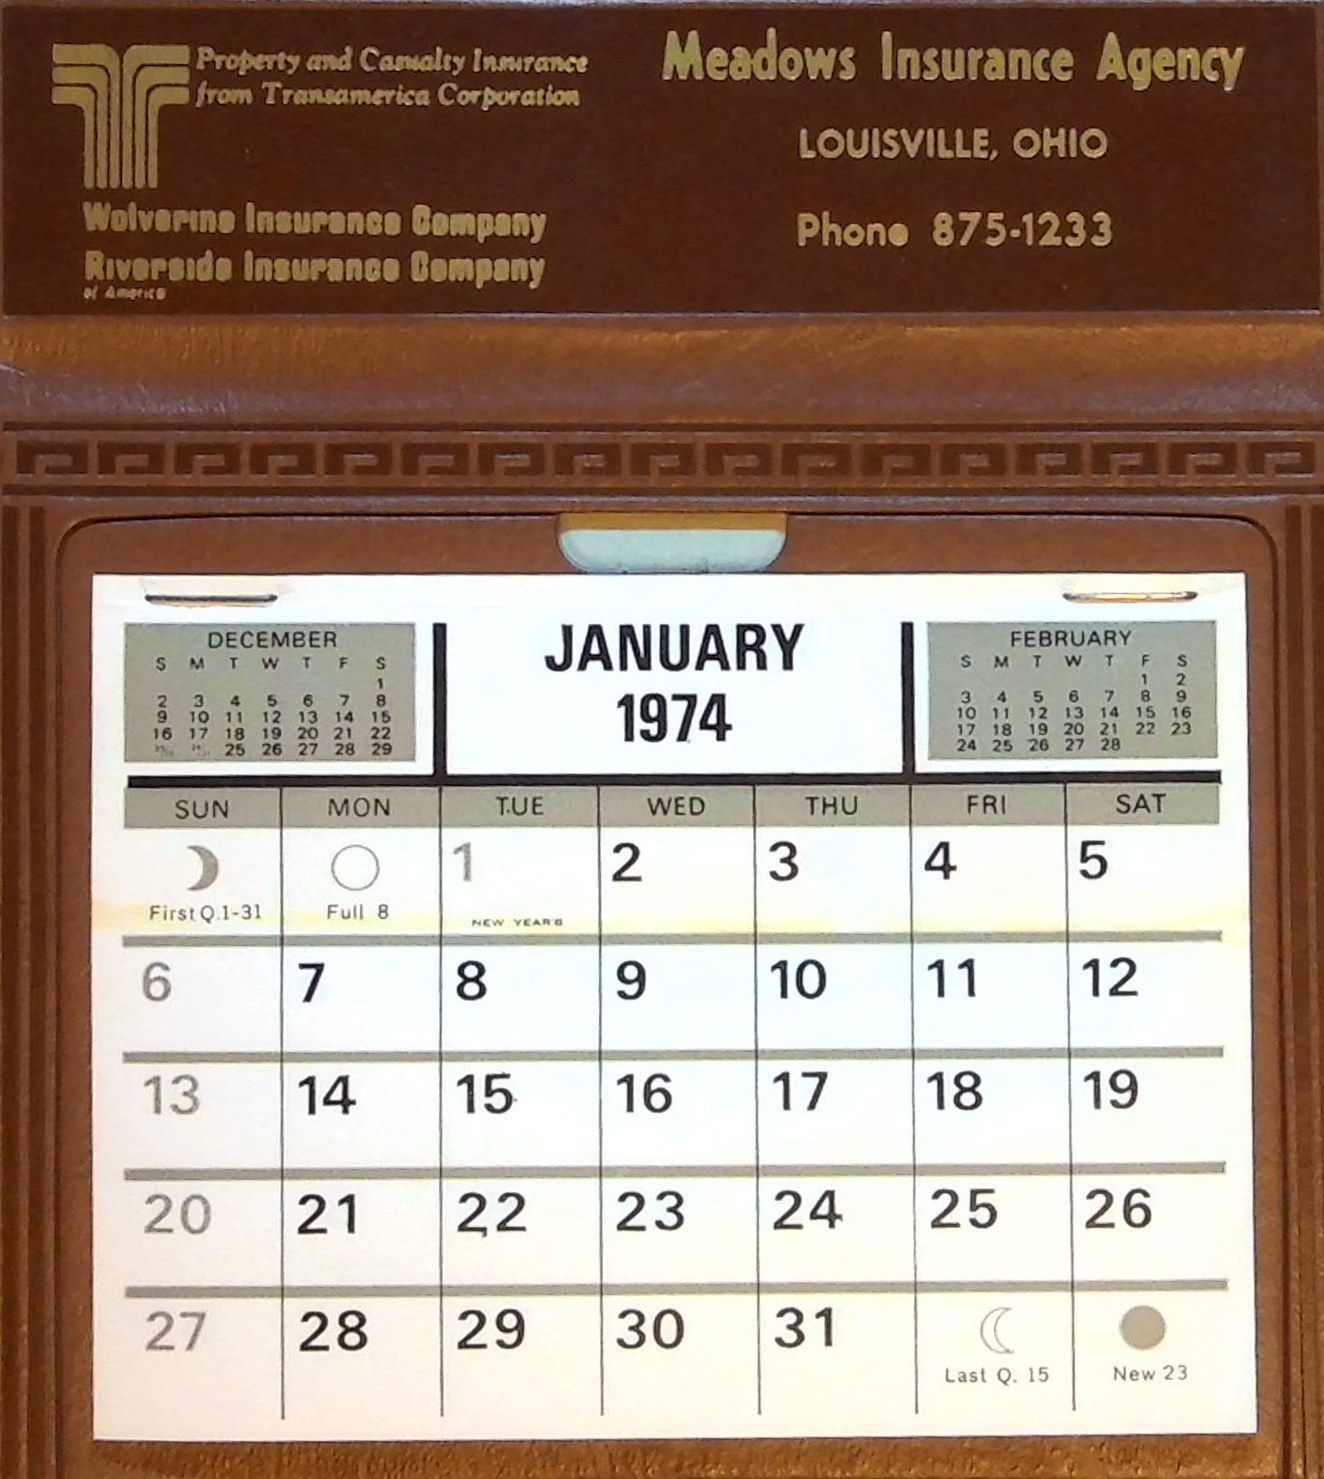 Property and Casualty Insurance
from Transamerica Corporation
Wolverine Insurance Company
Riverside Insurance Company
of America
Meadows Insurance Agency
LOUISVILLE, OHIO
Phone 875-1233
DECEMBER
S M T W T F S
1
2 3 4 5 6 7 8
9 10 11 12 13 14 15
16 17 18 19 20 21 22
25 26 27 28 29
JANUARY
1974
FEBRUARY
S M T W T F S
1 2
3 4 5 6 7 8 9
10 11 12 13 14 15 16
17 18 19 20 21 22 23
24 25 26 27 28
SUN MON TUE WED THU FRI SAT
1 2 3 4 5
First Q.1-31 Full 8 NEW YEAR'S
6 7 8 9 10 11 12
13 14 15 16 17 18 19
20 21 22 23 24 25 26
27 28 29 30 31
Last Q. 15 New 23